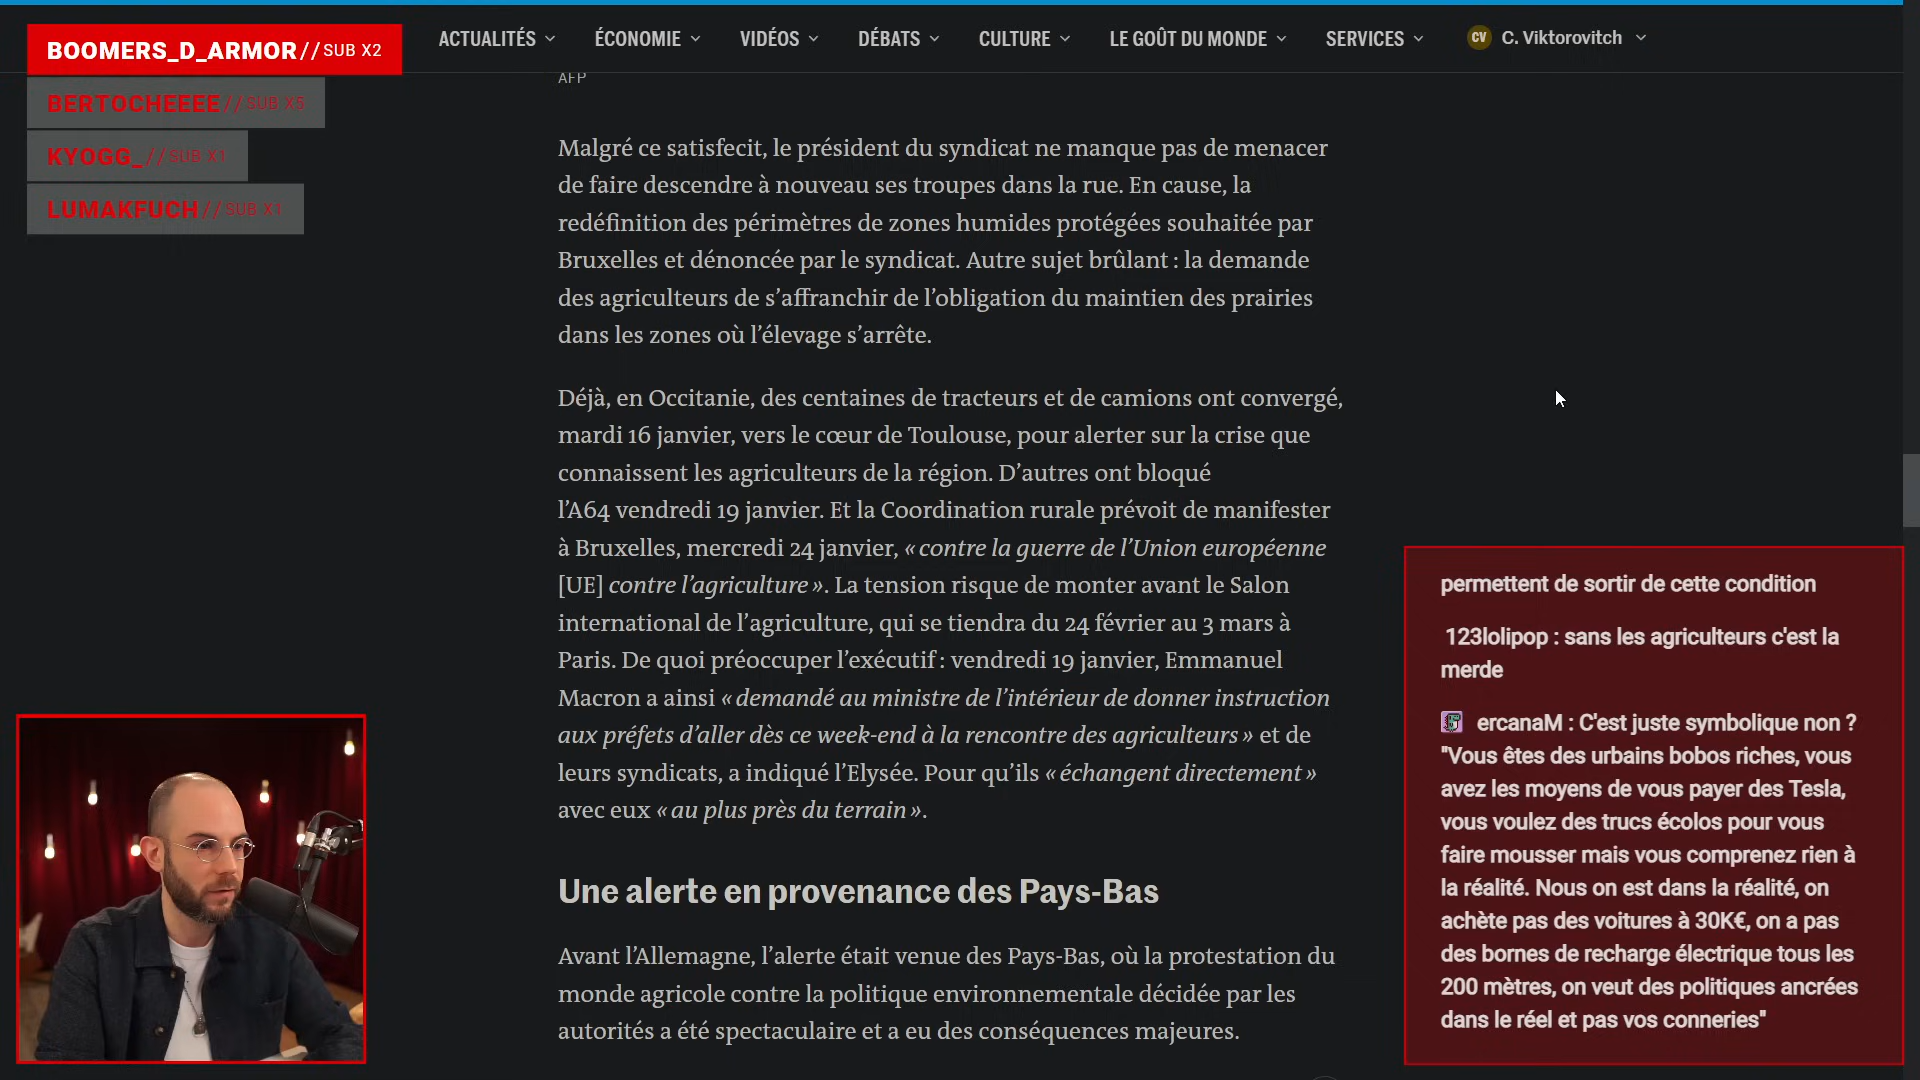 BOOMERS_D_ARMOR // SUB X2
BERTOCHEEEE // SUB X5
KYOGG_ // SUB X1
LUMAKFUCH // SUB X1
ACTUALITÉS ÉCONOMIE VIDÉOS DÉBATS CULTURE LE GOÛT DU MONDE SERVICES CV C. Viktorovitch
AFP
Malgré ce satisfecit, le président du syndicat ne manque pas de menacer
de faire descendre à nouveau ses troupes dans la rue. En cause, la
redéfinition des périmètres de zones humides protégées souhaitée par
Bruxelles et dénoncée par le syndicat. Autre sujet brûlant : la demande
des agriculteurs de s’affranchir de l’obligation du maintien des prairies
dans les zones où l’élevage s’arrête.
Déjà, en Occitanie, des centaines de tracteurs et de camions ont convergé,
mardi 16 janvier, vers le cœur de Toulouse, pour alerter sur la crise que
connaissent les agriculteurs de la région. D’autres ont bloqué
l’A64 vendredi 19 janvier. Et la Coordination rurale prévoit de manifester
à Bruxelles, mercredi 24 janvier, « contre la guerre de l’Union européenne
[UE] contre l’agriculture ». La tension risque de monter avant le Salon
international de l’agriculture, qui se tiendra du 24 février au 3 mars à
Paris. De quoi préoccuper l’exécutif : vendredi 19 janvier, Emmanuel
Macron a ainsi « demandé au ministre de l’intérieur de donner instruction
aux préfets d’aller dès ce week-end à la rencontre des agriculteurs » et de
leurs syndicats, a indiqué l’Elysée. Pour qu’ils « échangent directement »
avec eux « au plus près du terrain ».
Une alerte en provenance des Pays-Bas
Avant l’Allemagne, l’alerte était venue des Pays-Bas, où la protestation du
monde agricole contre la politique environnementale décidée par les
autorités a été spectaculaire et a eu des conséquences majeures.
permettent de sortir de cette condition
123lolipop : sans les agriculteurs c'est la
merde
ercanaM : C'est juste symbolique non ?
"Vous êtes des urbains bobos riches, vous
avez les moyens de vous payer des Tesla,
vous voulez des trucs écolos pour vous
faire mousser mais vous comprenez rien à
la réalité. Nous on est dans la réalité, on
achète pas des voitures à 30K€, on a pas
des bornes de recharge électrique tous les
200 mètres, on veut des politiques ancrées
dans le réel et pas vos conneries"